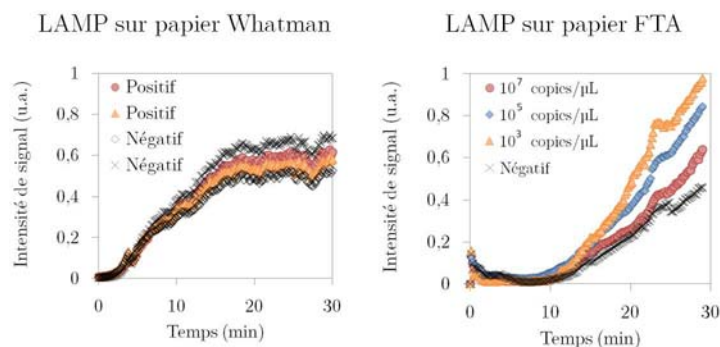 LAMP sur papier Whatman
Intensité de signal (u.a.)
1
0.8
0.6
0.4
0.2
0
Positif
Positif
Négatif
Négatif
0
10
20
30
Temps (min)
LAMP sur papier FTA
Intensité de signal (u.a.)
1
0,8
0,6
0,4
0,2
0
10⁷ copics/μL
10⁵ copics/μL
10³ copics/μL
Négatif
0
10
20
30
Temps (min)